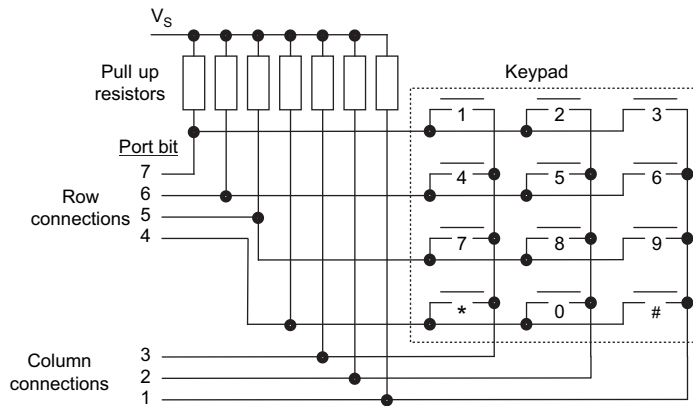 V_S
Pull up
resistors
Keypad
1 2 3
Port bit
7
4 5 6
6
Row
connections
5
7 8 9
4
* 0 #
Column
connections
3
2
1